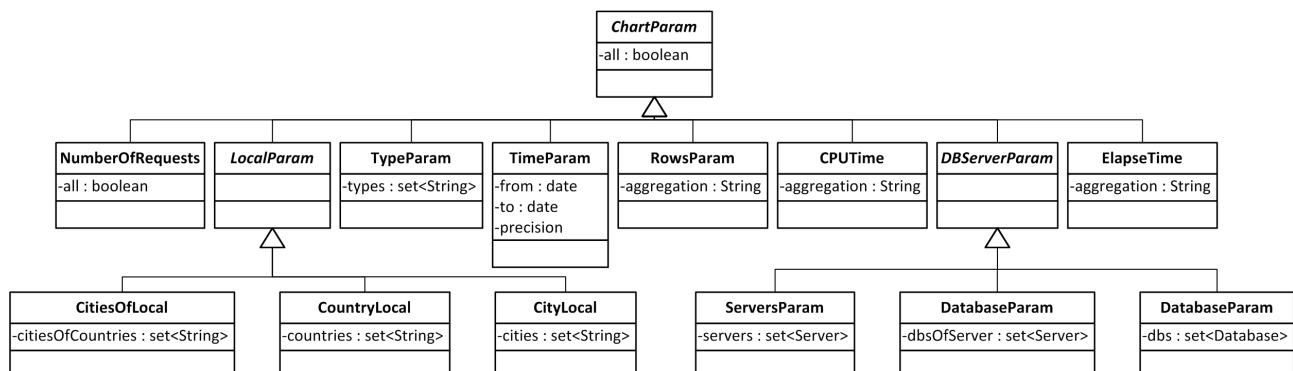 ChartParam
-all : boolean
NumberOfRequests
-all : boolean
LocalParam
TypeParam
-types : set<String>
TimeParam
-from : date
-to : date
-precision
RowsParam
-aggregation : String
CPUTime
-aggregation : String
DBServerParam
ElapseTime
-aggregation : String
CitiesOfLocal
-citiesOfCountries : set<String>
CountryLocal
-countries : set<String>
CityLocal
-cities : set<String>
ServersParam
-servers : set<Server>
DatabaseParam
-dbsOfServer : set<Server>
DatabaseParam
-dbs : set<Database>